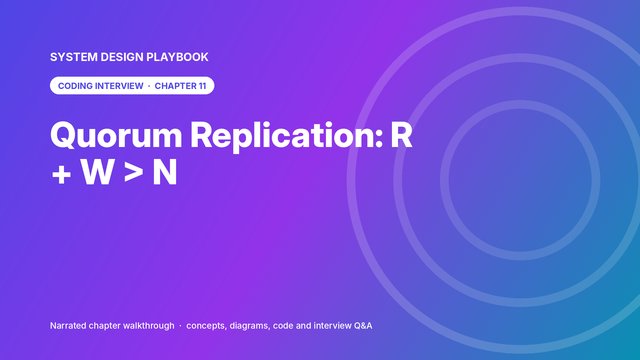 SYSTEM DESIGN PLAYBOOK
CODING INTERVIEW · CHAPTER 11
Quorum Replication: R
+ W > N
Narrated chapter walkthrough · concepts, diagrams, code and interview Q&A